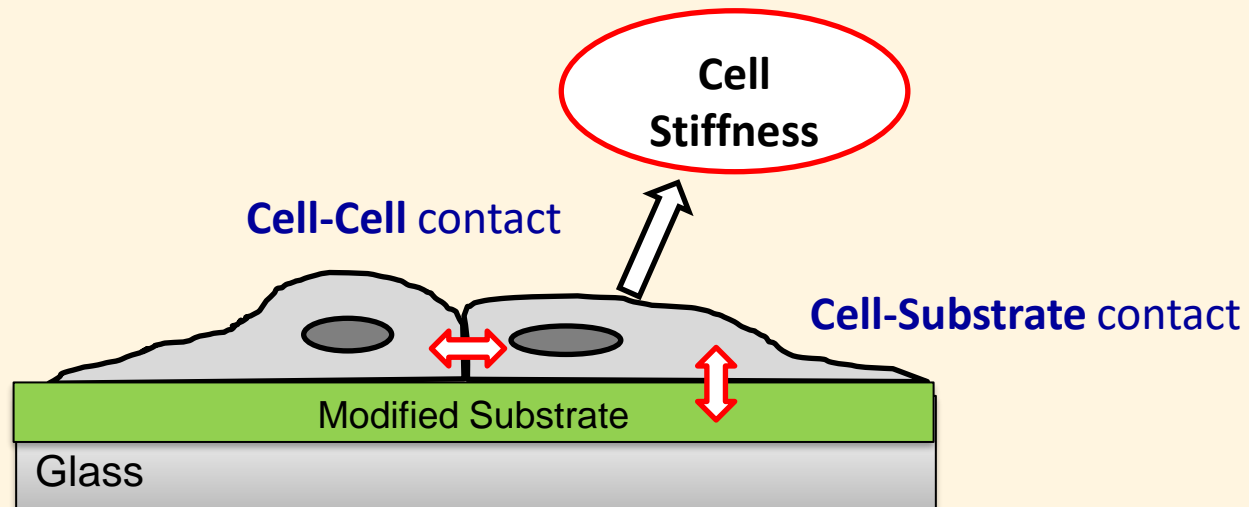 Cell
Stiffness
Cell-Cell contact
Cell-Substrate contact
Modified Substrate
Glass